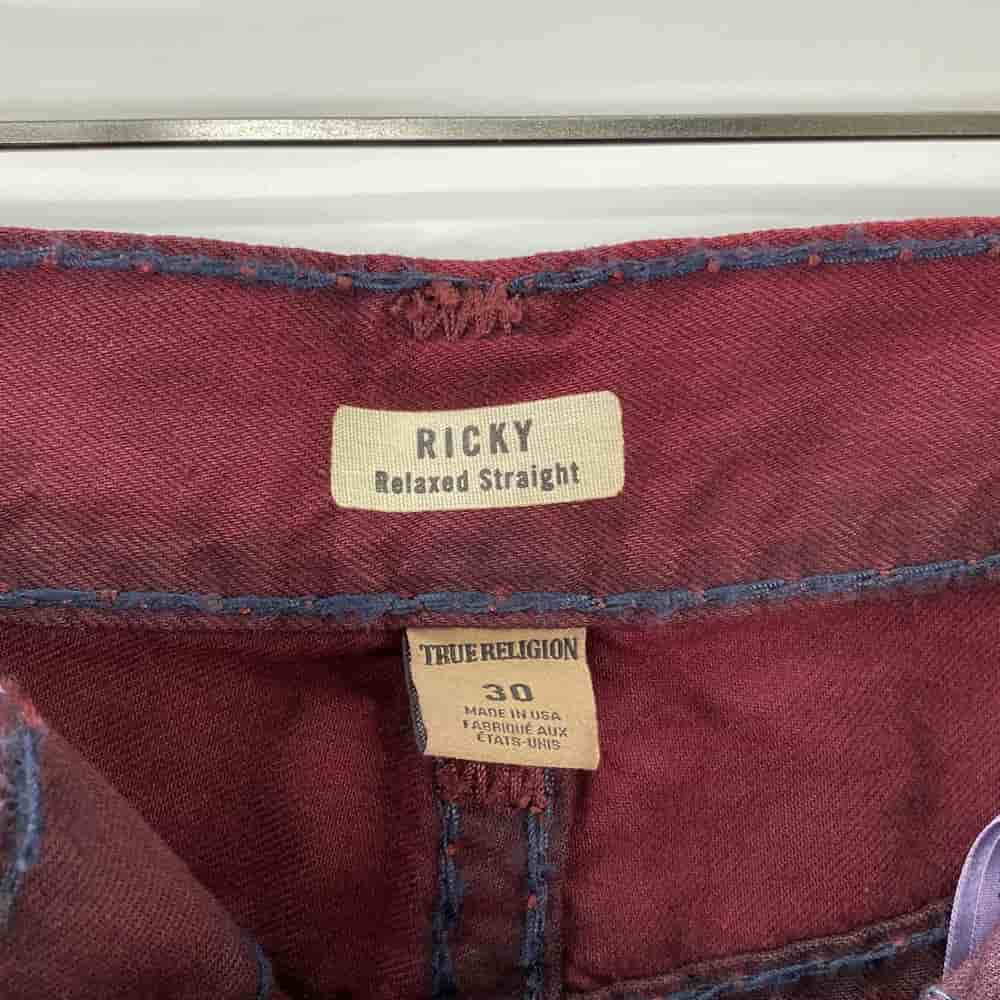 RICKY
Relaxed Straight
TRUE RELIGION
30
MADE IN USA
FABRIQUÉ AUX
ÉTATS-UNIS